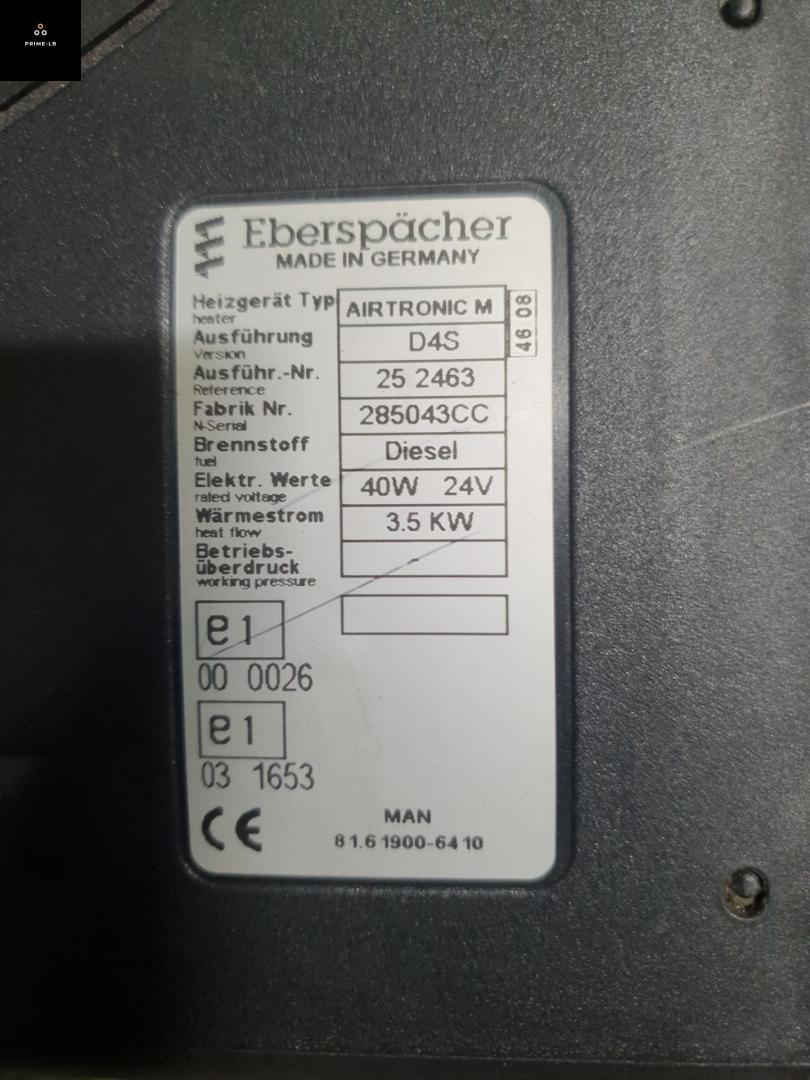 PRIME-LB
Eberspächer
MADE IN GERMANY
Heizgerät Typ AIRTRONIC M
heater
46 08
Ausführung D4S
Version
Ausführ.-Nr. 25 2463
Reference
Fabrik Nr. 285043CC
N-Serial
Brennstoff Diesel
fuel
Elektr. Werte 40W 24V
rated voltage
Wärmestrom 3.5 KW
heat flow
Betriebs-
überdruck -
working pressure
e1
00 0026
e1
03 1653
CE
MAN
81.61900-6410